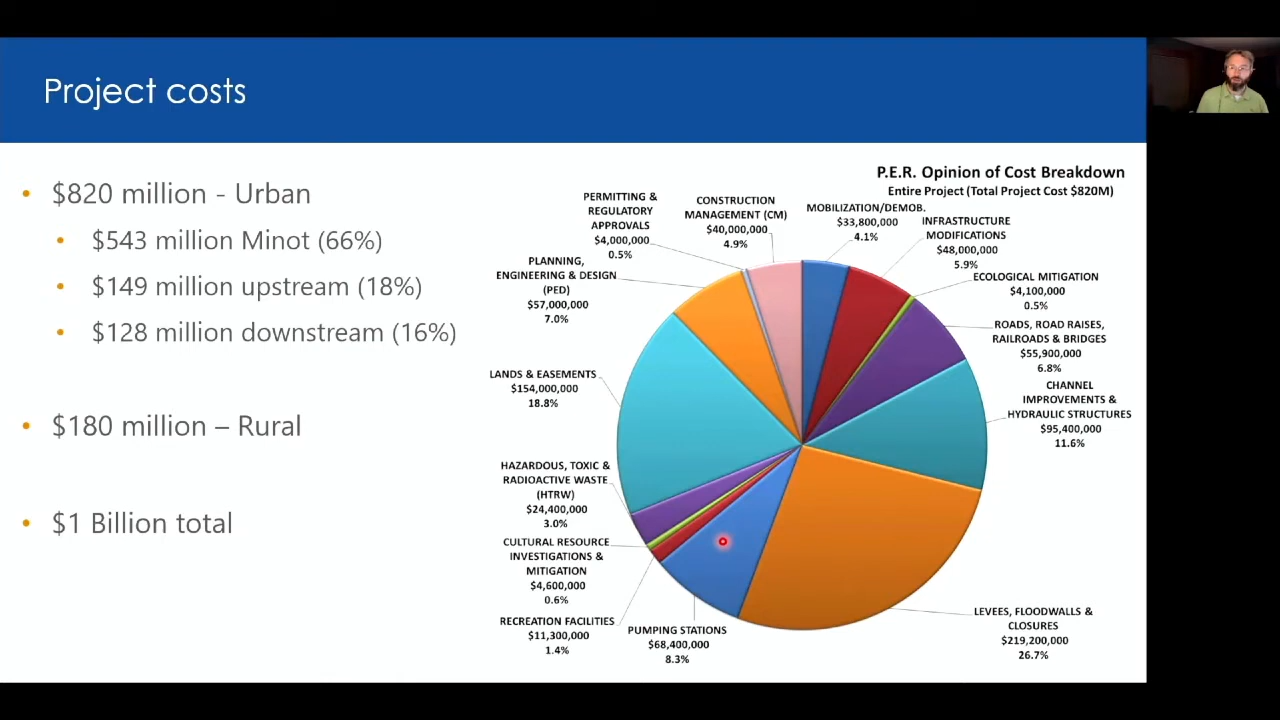 Project costs
• $820 million - Urban
• $543 million Minot (66%)
• $149 million upstream (18%)
• $128 million downstream (16%)
• $180 million – Rural
• $1 Billion total
P.E.R. Opinion of Cost Breakdown
Entire Project (Total Project Cost $820M)
PERMITTING &
REGULATORY
APPROVALS
$4,000,000
0.5%
CONSTRUCTION
MANAGEMENT (CM)
$40,000,000
4.9%
MOBILIZATION/DEMOB.
$33,800,000
4.1%
INFRASTRUCTURE
MODIFICATIONS
$48,000,000
5.9%
ECOLOGICAL MITIGATION
$4,100,000
0.5%
ROADS, ROAD RAISES,
RAILROADS & BRIDGES
$55,900,000
6.8%
CHANNEL
IMPROVEMENTS &
HYDRAULIC STRUCTURES
$95,400,000
11.6%
LEVEES, FLOODWALLS &
CLOSURES
$219,200,000
26.7%
PUMPING STATIONS
$68,400,000
8.3%
RECREATION FACILITIES
$11,300,000
1.4%
CULTURAL RESOURCE
INVESTIGATIONS &
MITIGATION
$4,600,000
0.6%
HAZARDOUS, TOXIC &
RADIOACTIVE WASTE
(HTRW)
$24,400,000
3.0%
LANDS & EASEMENTS
$154,000,000
18.8%
PLANNING,
ENGINEERING & DESIGN
(PED)
$57,000,000
7.0%